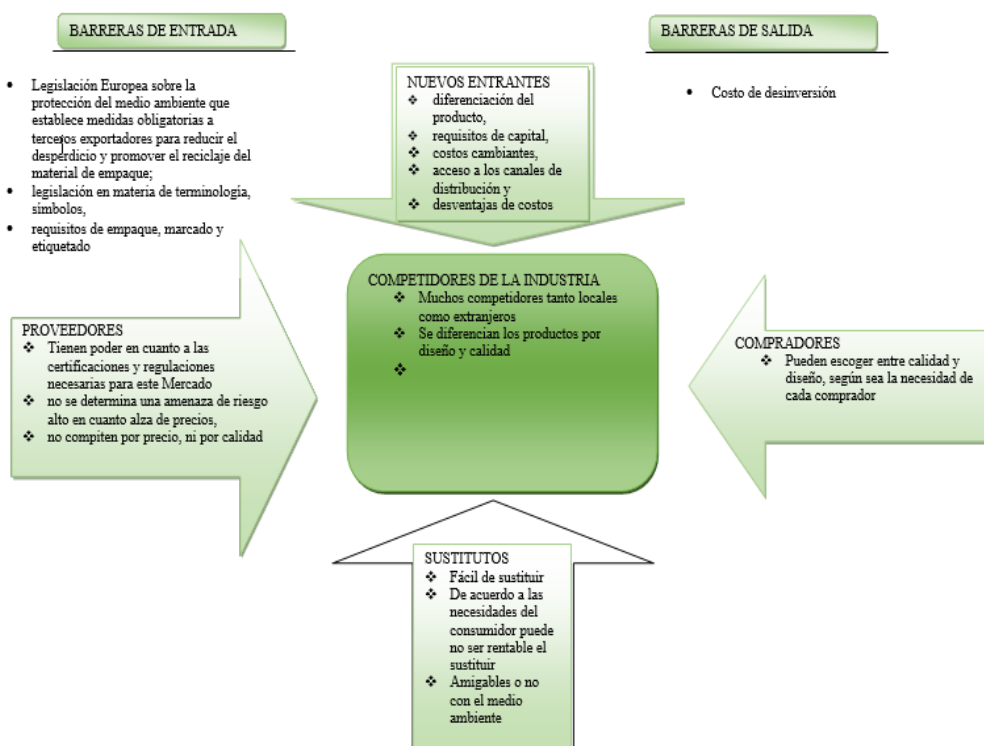 BARRERAS DE ENTRADA
BARRERAS DE SALIDA
• Legislación Europea sobre la
protección del medio ambiente que
establece medidas obligatorias a
terceros exportadores para reducir el
desperdicio y promover el reciclaje del
material de empaque;
• legislación en materia de terminología,
símbolos,
• requisitos de empaque, marcado y
etiquetado
NUEVOS ENTRANTES
❖ diferenciación del
producto,
❖ requisitos de capital,
❖ costos cambiantes,
❖ acceso a los canales de
distribución y
❖ desventajas de costos
• Costo de desinversión
COMPETIDORES DE LA INDUSTRIA
❖ Muchos competidores tanto locales
como extranjeros
❖ Se diferencian los productos por
diseño y calidad
❖
PROVEEDORES
❖ Tienen poder en cuanto a las
certificaciones y regulaciones
necesarias para este Mercado
❖ no se determina una amenaza de riesgo
alto en cuanto alza de precios,
❖ no compiten por precio, ni por calidad
COMPRADORES
❖ Pueden escoger entre calidad y
diseño, según sea la necesidad de
cada comprador
SUSTITUTOS
❖ Fácil de sustituir
❖ De acuerdo a las
necesidades del
consumidor puede
no ser rentable el
sustituir
❖ Amigables o no
con el medio
ambiente